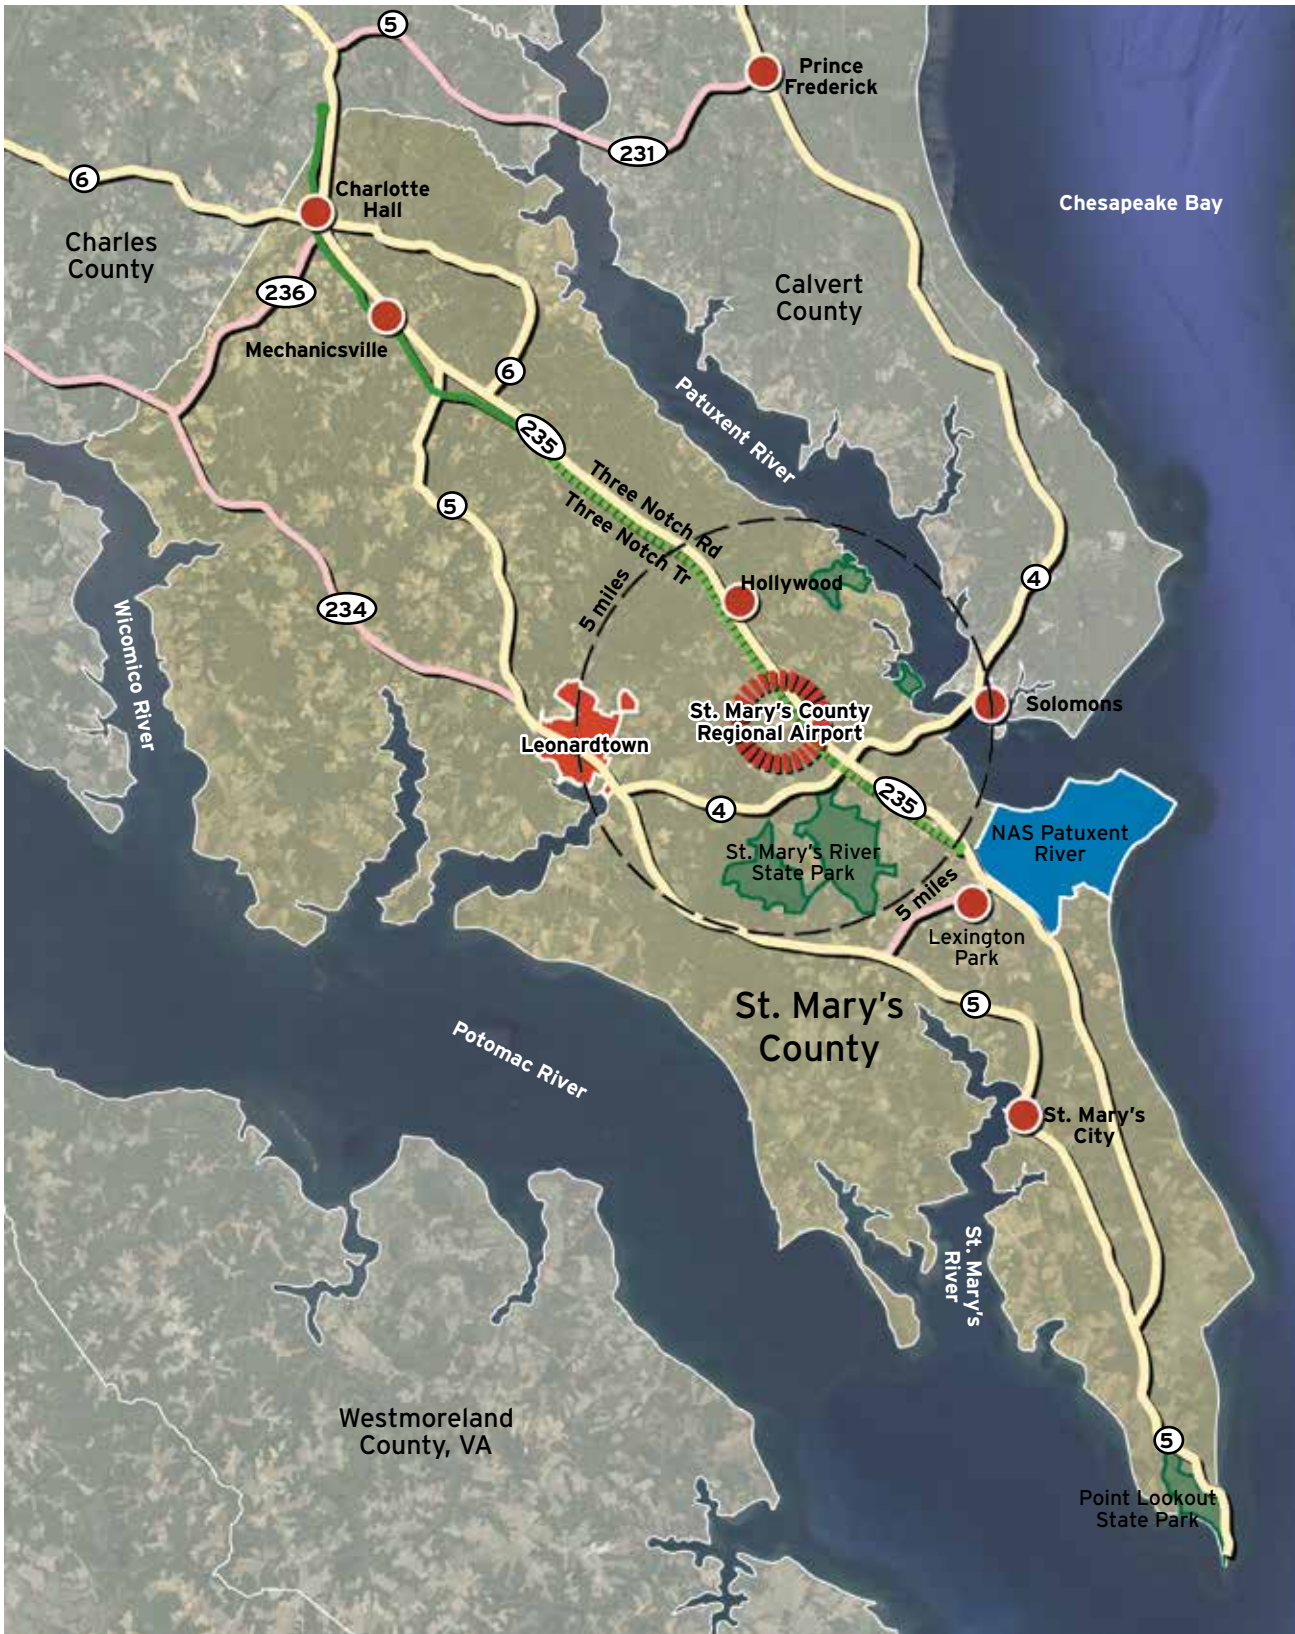 5
Prince
Frederick
231
6
Charlotte
Hall
Chesapeake Bay
Charles
County
Calvert
County
236
Mechanicsville
6
Patuxent River
235
Three Notch Rd
Three Notch Tr
5
Hollywood
4
5 miles
234
Wicomico River
Solomons
St. Mary's County
Regional Airport
Leonardtown
4
235
NAS Patuxent
River
St. Mary's River
State Park
5 miles
Lexington
Park
St. Mary's
County
5
Potomac River
St. Mary's
City
St. Mary's
River
Westmoreland
County, VA
5
Point Lookout
State Park